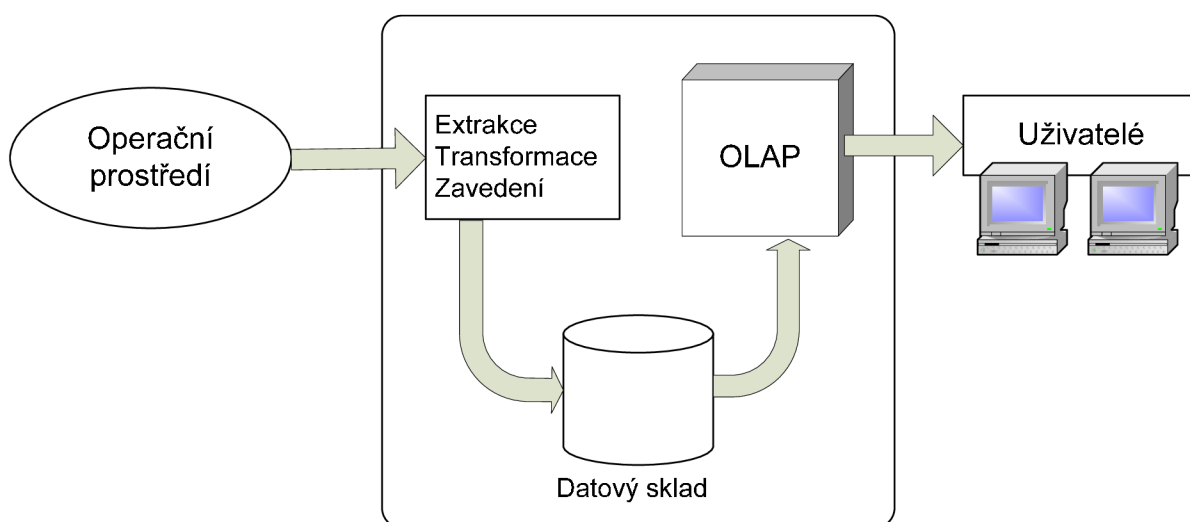 Operační
prostředí
Extrakce
Transformace
Zavedení
OLAP
Uživatelé
Datový sklad